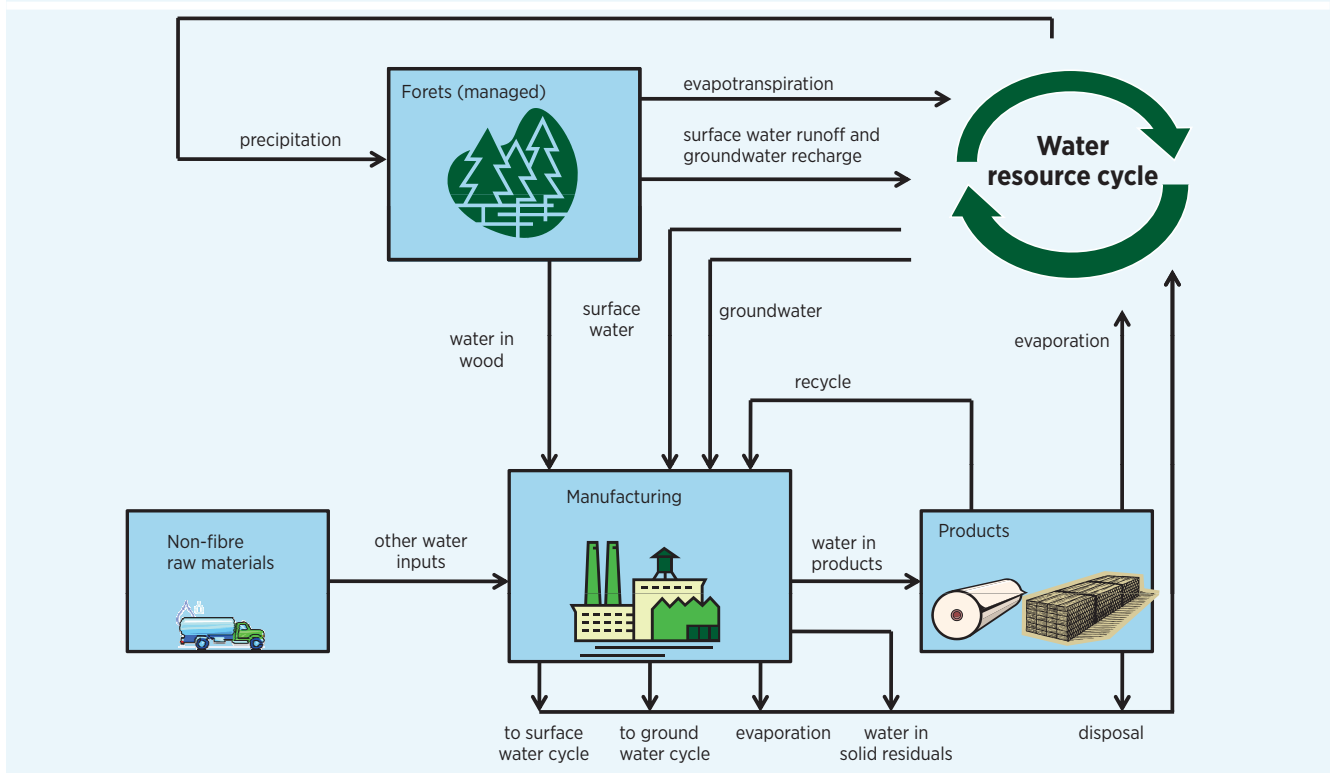 Forets (managed)
evapotranspiration
precipitation
surface water runoff and
groundwater recharge
Water
resource cycle
water in
wood
surface
water
groundwater
evaporation
recycle
Manufacturing
Non-fibre
raw materials
other water
inputs
water in
products
Products
to surface
water cycle
to ground
water cycle
evaporation
water in
solid residuals
disposal